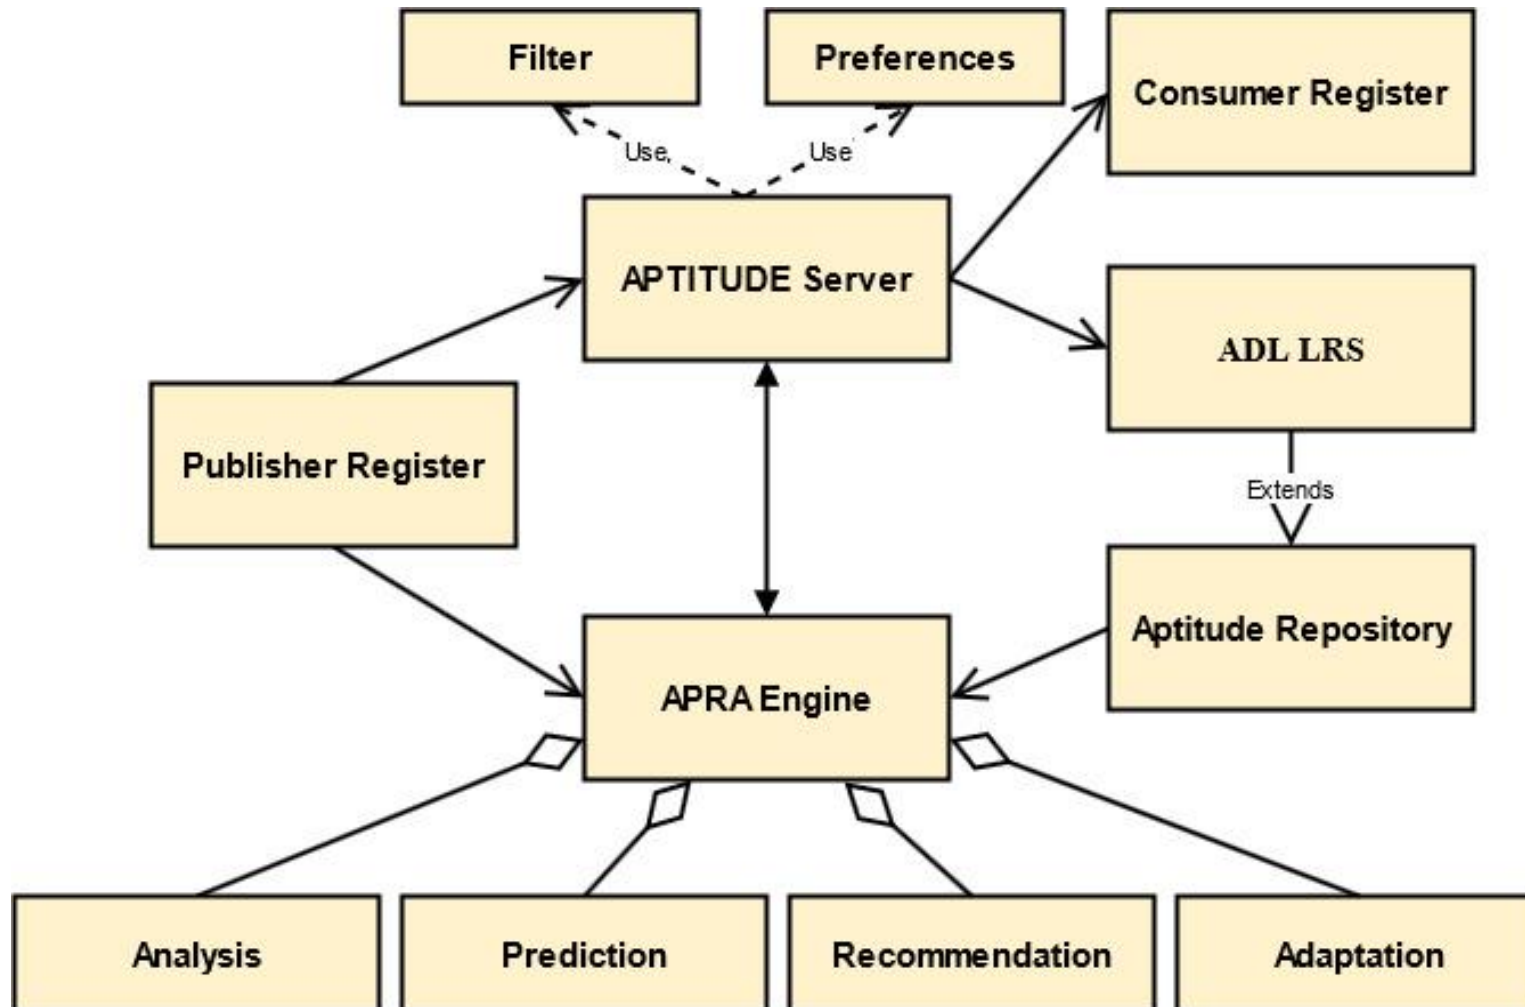 Filter
Preferences
Consumer Register
Use
Use
APTITUDE Server
ADL LRS
Publisher Register
Extends
Aptitude Repository
APRA Engine
Analysis
Prediction
Recommendation
Adaptation